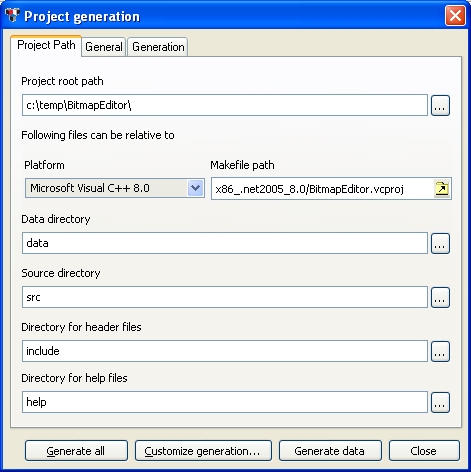 Project generation
Project Path General Generation
Project root path
c:\temp\BitmapEditor\ ...
Following files can be relative to
Platform Makefile path
Microsoft Visual C++ 8.0 x86_.net2005_8.0/BitmapEditor.vcproj
Data directory
data ...
Source directory
src ...
Directory for header files
include ...
Directory for help files
help ...
Generate all Customize generation... Generate data Close